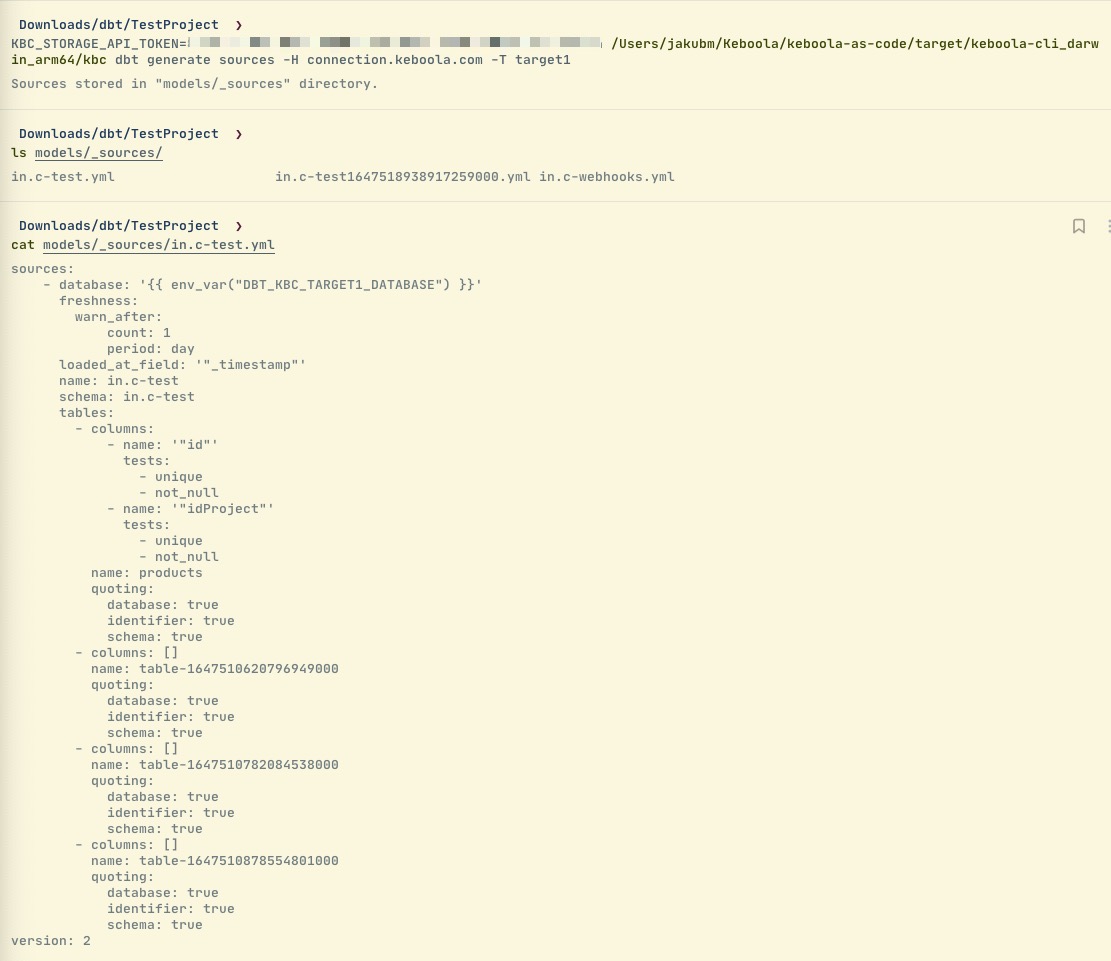 Downloads/dbt/TestProject ❯
KBC_STORAGE_API_TOKEN= /Users/jakubm/Keboola/keboola-as-code/target/keboola-cli_darw
in_arm64/kbc dbt generate sources -H connection.keboola.com -T target1
Sources stored in "models/_sources" directory.
Downloads/dbt/TestProject ❯
ls models/_sources/
in.c-test.yml in.c-test1647518938917259000.yml in.c-webhooks.yml
Downloads/dbt/TestProject ❯
cat models/_sources/in.c-test.yml
sources:
    - database: '{{ env_var("DBT_KBC_TARGET1_DATABASE") }}'
      freshness:
        warn_after:
            count: 1
            period: day
      loaded_at_field: '"_timestamp"'
      name: in.c-test
      schema: in.c-test
      tables:
        - columns:
            - name: '"id"'
              tests:
                - unique
                - not_null
            - name: '"idProject"'
              tests:
                - unique
                - not_null
          name: products
          quoting:
            database: true
            identifier: true
            schema: true
        - columns: []
          name: table-1647510620796949000
          quoting:
            database: true
            identifier: true
            schema: true
        - columns: []
          name: table-1647510782084538000
          quoting:
            database: true
            identifier: true
            schema: true
        - columns: []
          name: table-1647510878554801000
          quoting:
            database: true
            identifier: true
            schema: true
version: 2